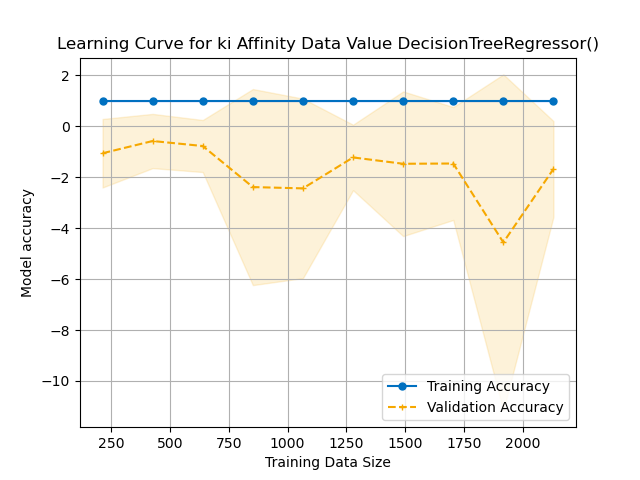 Learning Curve for ki Affinity Data Value DecisionTreeRegressor()
2
0
−2
−4
−6
−8
−10
Model accuracy
250 500 750 1000 1250 1500 1750 2000
Training Data Size
Training Accuracy
Validation Accuracy